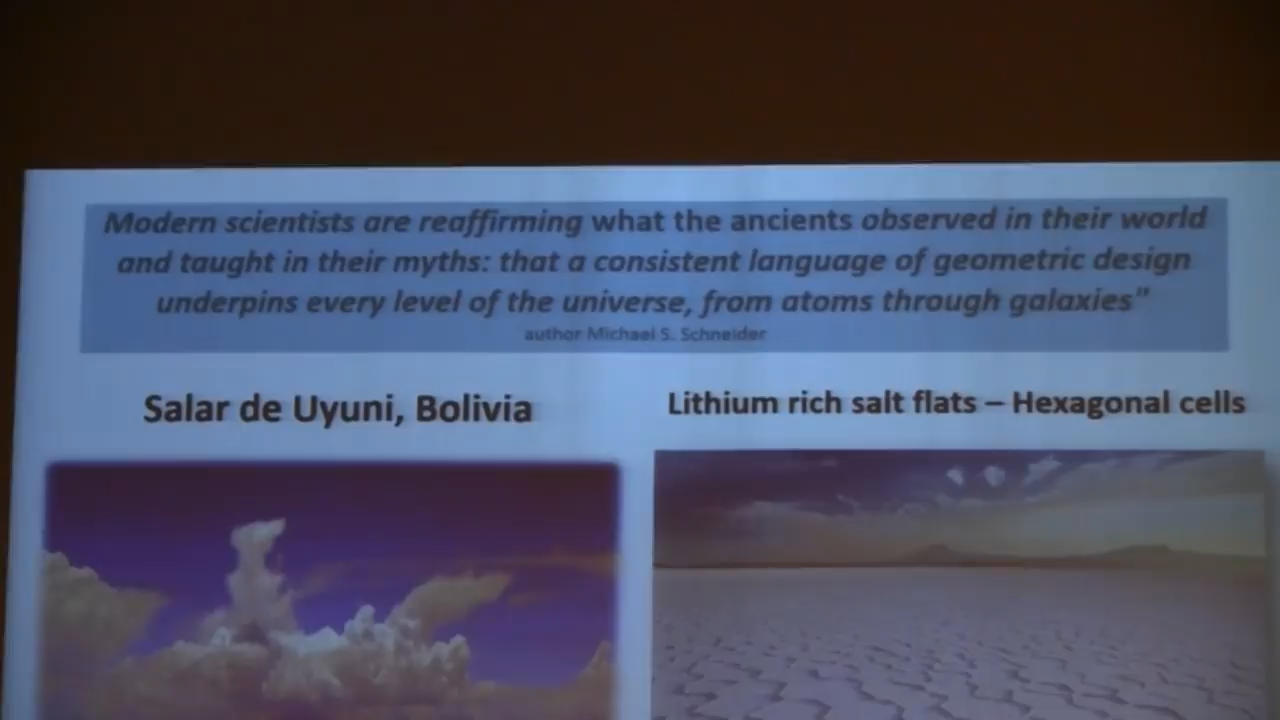 Modern scientists are reaffirming what the ancients observed in their world
and taught in their myths: that a consistent language of geometric design
underpins every level of the universe, from atoms through galaxies"
author Michael S. Schneider
Salar de Uyuni, Bolivia
Lithium rich salt flats – Hexagonal cells